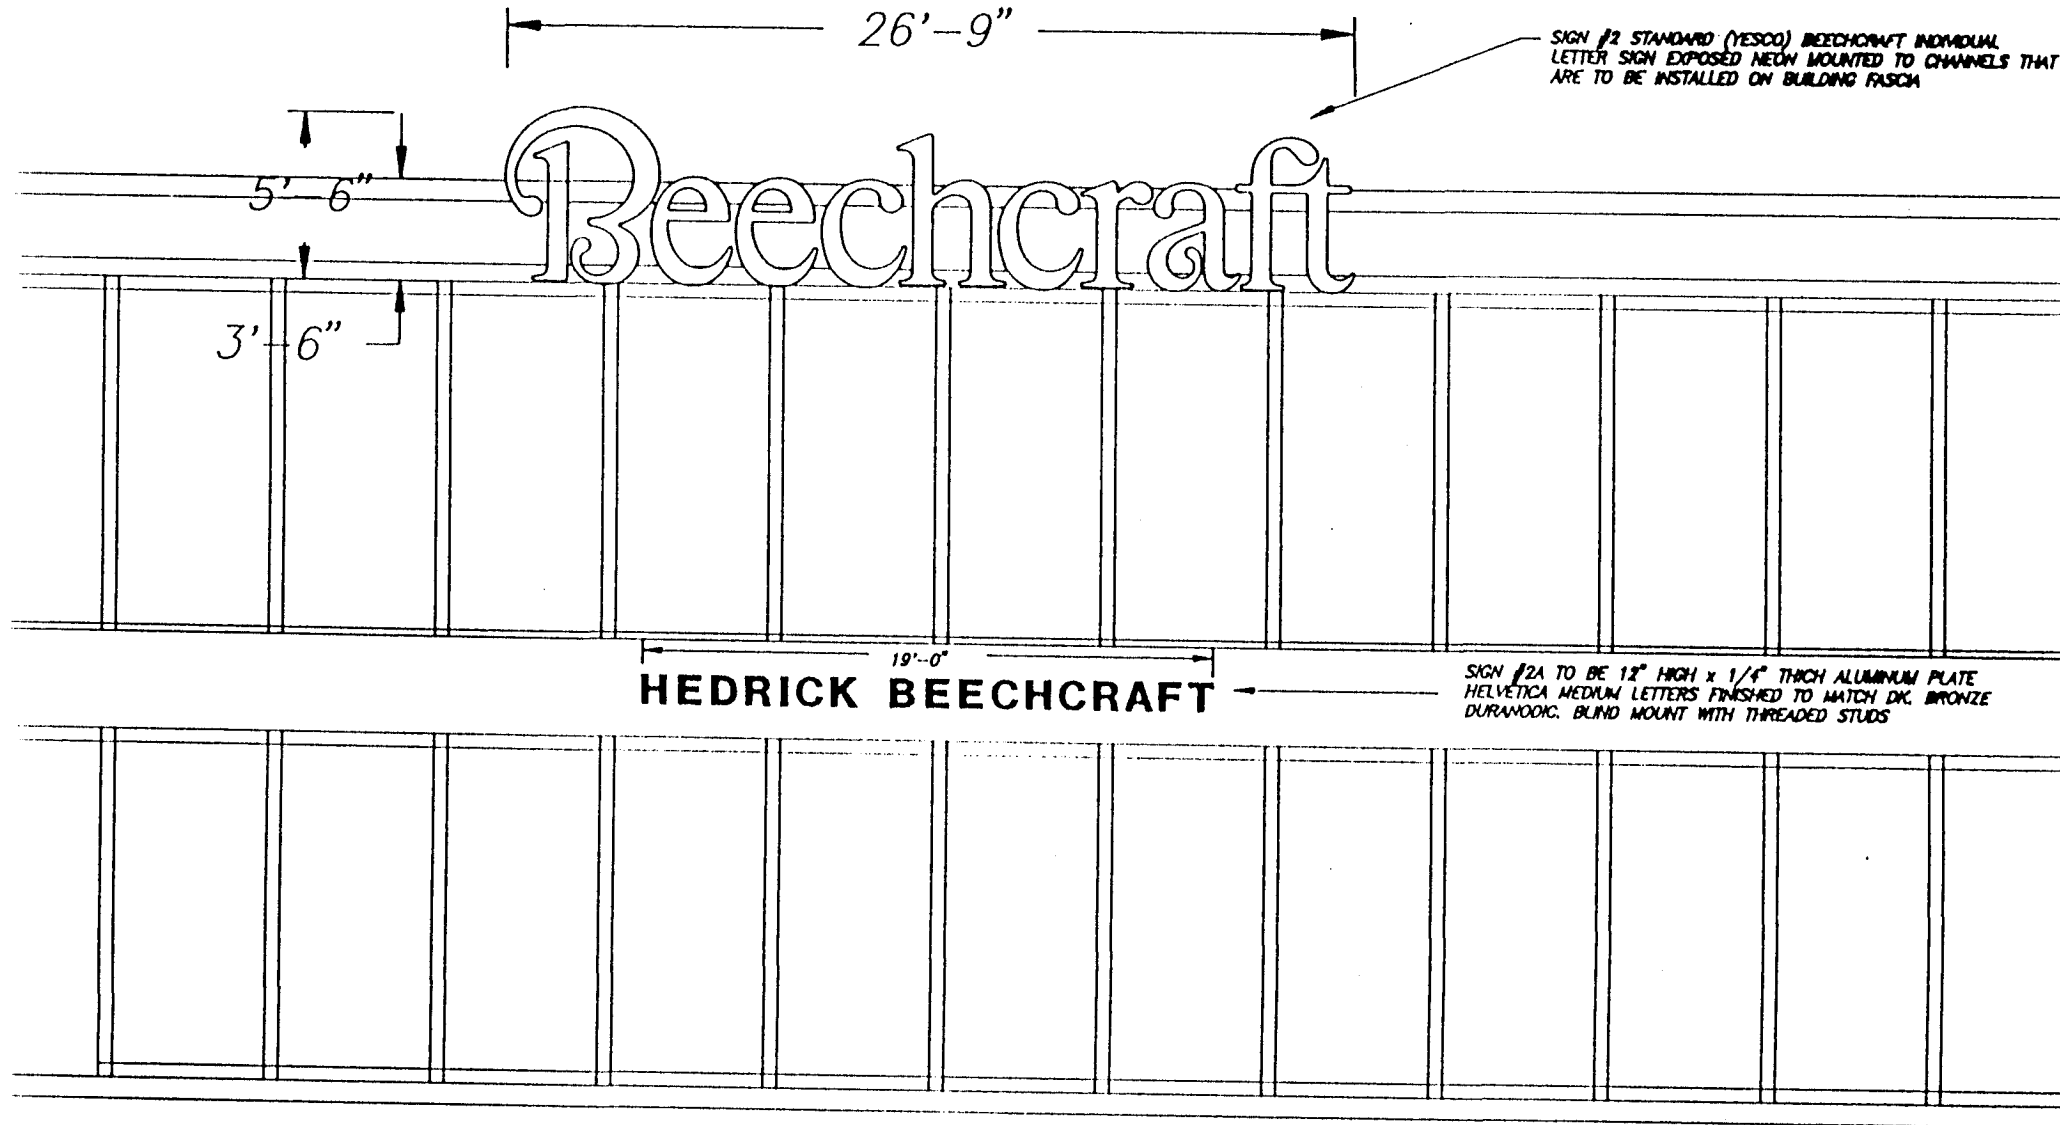 26'-9"
SIGN #2 STANDARD (YESCO) BEECHCRAFT INDIVIDUAL
LETTER SIGN EXPOSED NEON MOUNTED TO CHANNELS THAT
ARE TO BE INSTALLED ON BUILDING FASCIA
5'-6"
Beechcraft
3'-6"
19'-0"
HEDRICK BEECHCRAFT
SIGN #2A TO BE 12" HIGH x 1/4" THICH ALUMINUM PLATE
HELVETICA MEDIUM LETTERS FINISHED TO MATCH DK. BRONZE
DURANODIC. BLIND MOUNT WITH THREADED STUDS